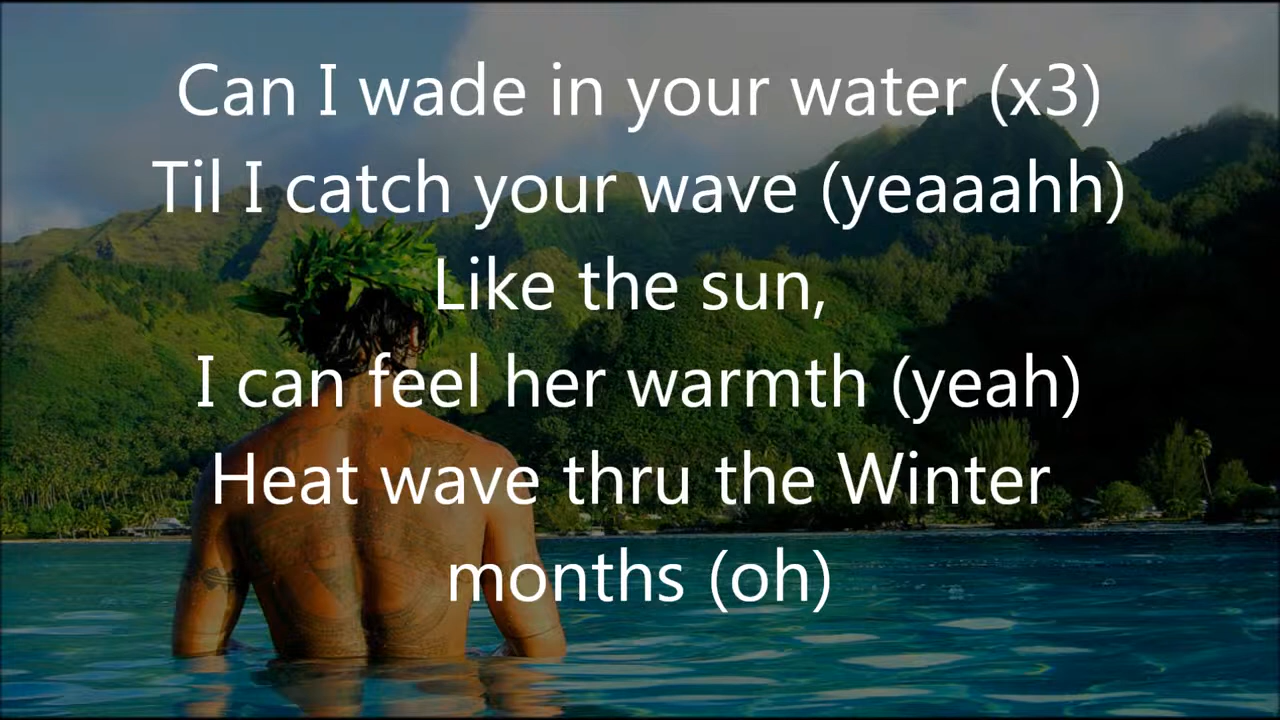 Can I wade in your water (x3)
Til I catch your wave (yeaaahh)
Like the sun,
I can feel her warmth (yeah)
Heat wave thru the Winter
months (oh)